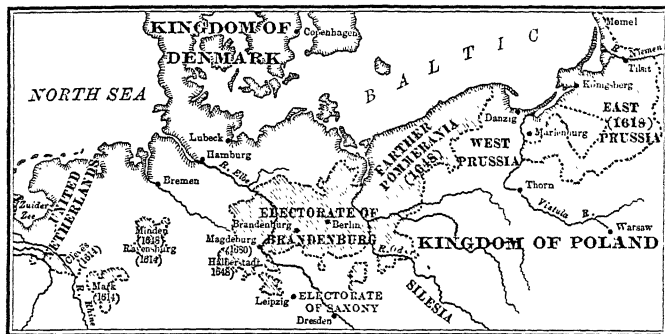 KINGDOM OF
DENMARK
Copenhagen
BALTIC
Memel
R. Niemen
Tilsit
Königsberg
NORTH SEA
EAST
(1618)
PRUSSIA
Danzig
Marienburg
WEST
PRUSSIA
FARTHER
POMERANIA
(1648)
Lubeck
Hamburg
R. Elbe
Bremen
UNITED
NETHERLANDS
Zuider
Zee
Thorn
Vistula R.
Warsaw
ELECTORATE OF
Brandenburg
Berlin
BRANDENBURG
KINGDOM OF POLAND
Minden
(1648)
Ravensburg
(1614)
Magdeburg
(1680)
Halberstadt
1648
R. Oder
Cleves
(1614)
Mark
(1614)
R. Rhine
SILESIA
Leipzig
ELECTORATE
OF SAXONY
Dresden